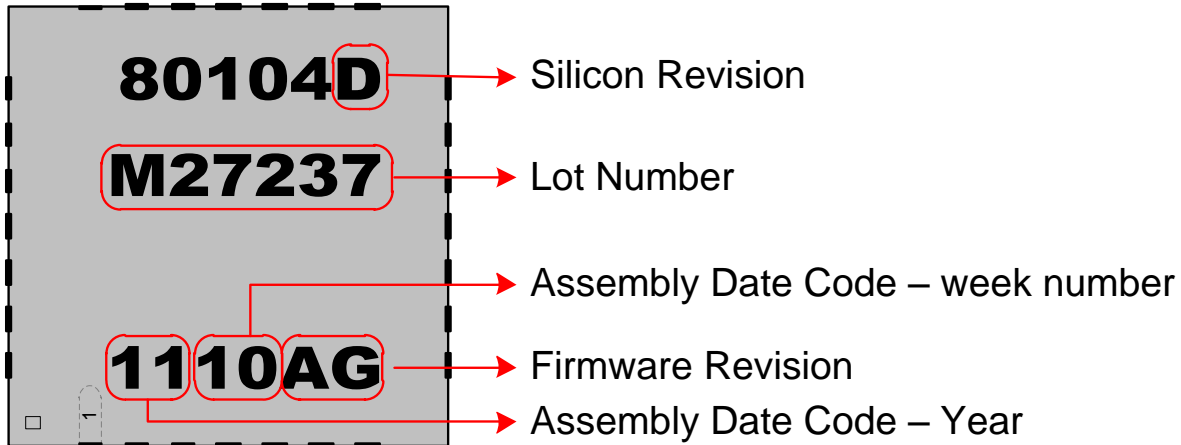 80104D
Silicon Revision
M27237
Lot Number
Assembly Date Code – week number
1110AG
Firmware Revision
Assembly Date Code – Year
1